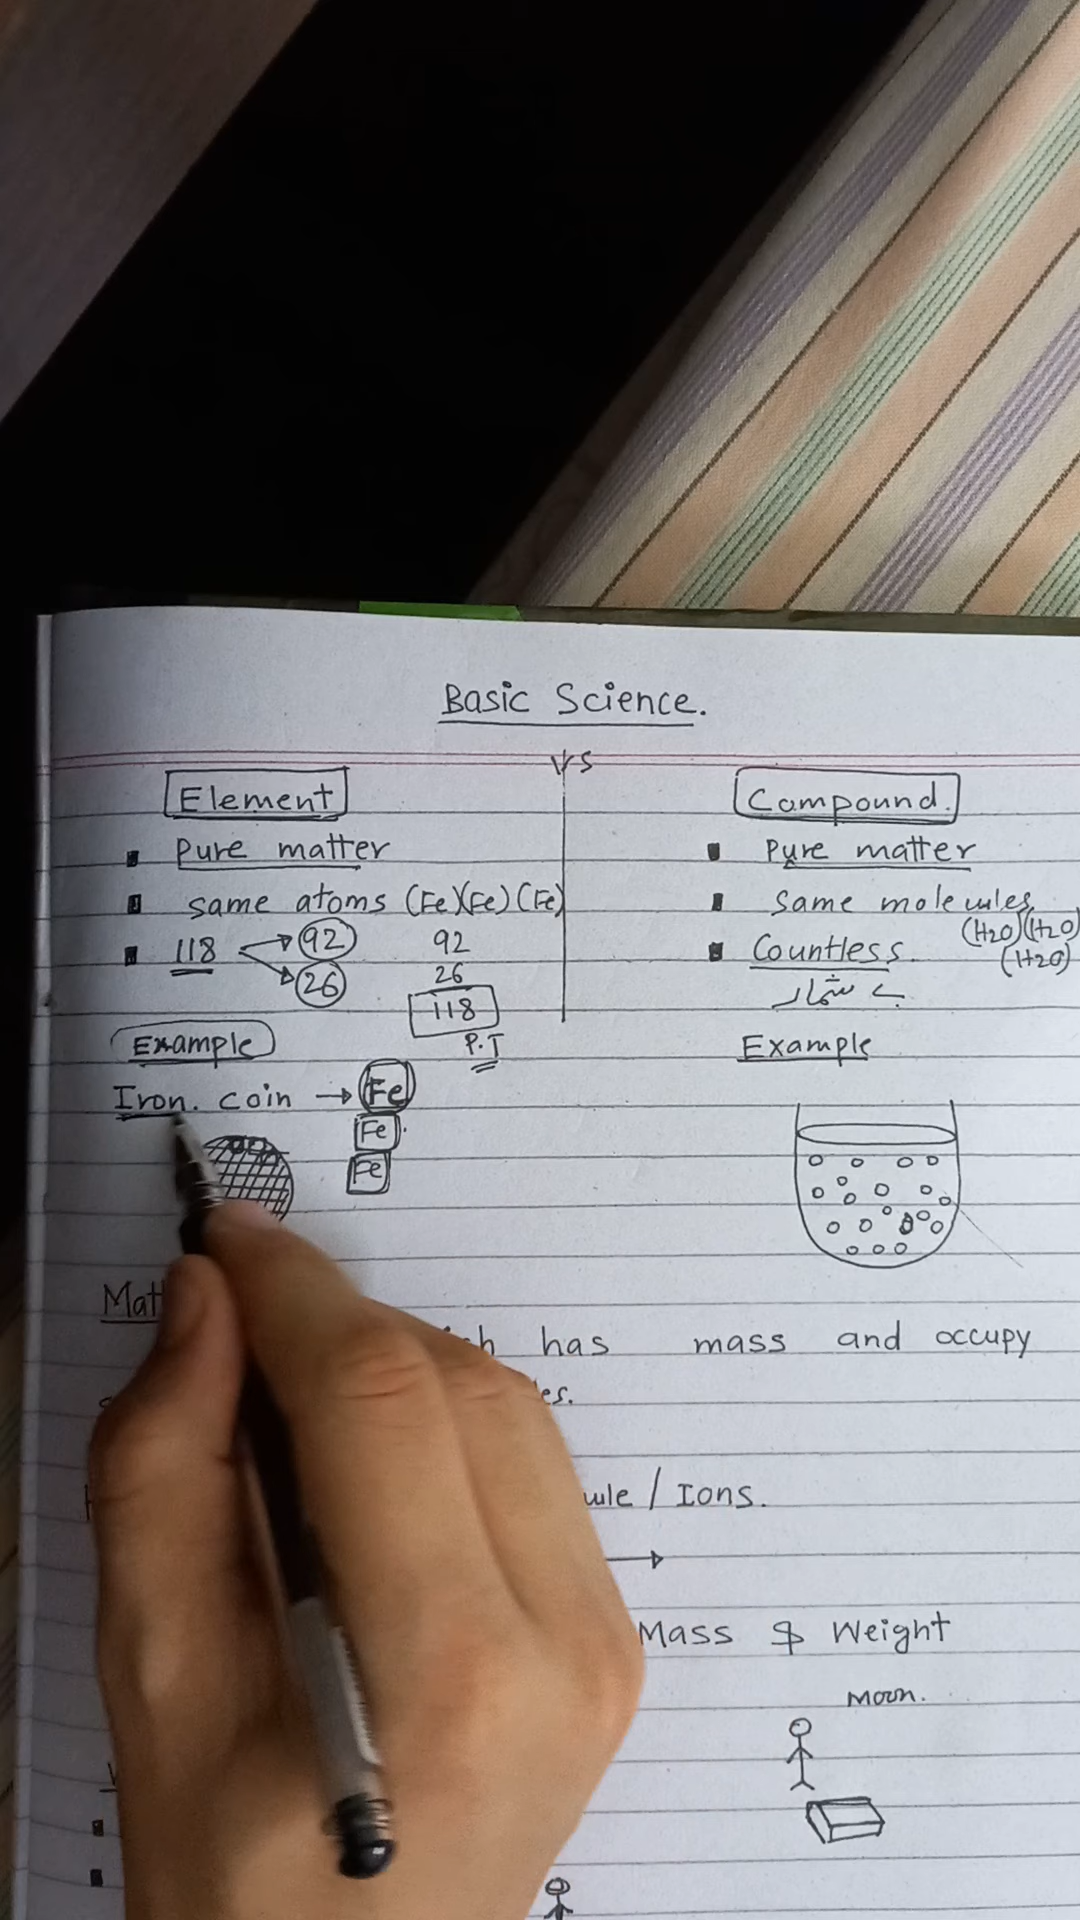 Basic Science.
VS
Element
Pure matter
same atoms (Fe)(Fe)(Fe)
118 92 92
26 26
118
P.T
Example
Iron. coin → Fe
Fe
Fe
Compound.
Pure matter
Same molecules
(H2O)(H2O)
Countless. (H2O)
بے شمار
Example
has mass and occupy
/ Ions.
Mass $ Weight
Moon.